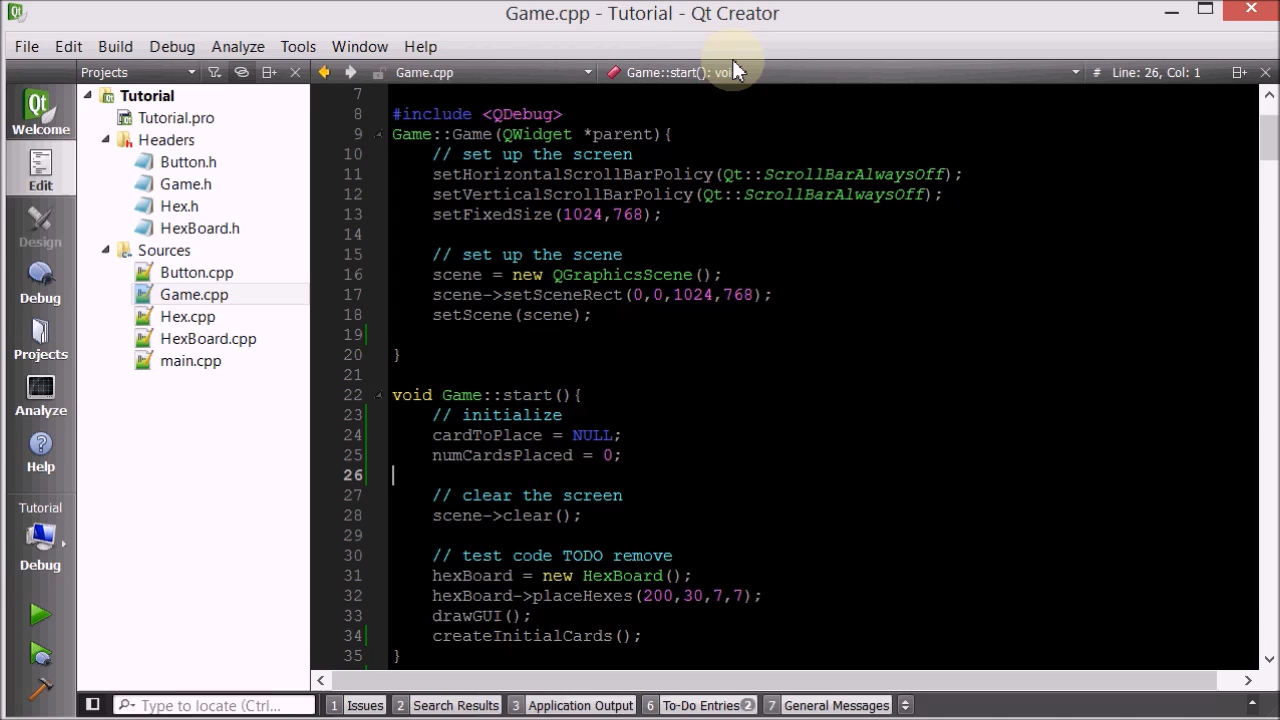 Game.cpp - Tutorial - Qt Creator
File Edit Build Debug Analyze Tools Window Help
Projects Game.cpp Game::start(): # Line: 26, Col: 1
Welcome
Edit
Design
Debug
Projects
Analyze
Help
Tutorial
Debug
Tutorial
Tutorial.pro
Headers
Button.h
Game.h
Hex.h
HexBoard.h
Sources
Button.cpp
Game.cpp
Hex.cpp
HexBoard.cpp
main.cpp
7
8 #include <QDebug>
9 Game::Game(QWidget *parent){
10 // set up the screen
11 setHorizontalScrollBarPolicy(Qt::ScrollBarAlwaysOff);
12 setVerticalScrollBarPolicy(Qt::ScrollBarAlwaysOff);
13 setFixedSize(1024,768);
14
15 // set up the scene
16 scene = new QGraphicsScene();
17 scene->setSceneRect(0,0,1024,768);
18 setScene(scene);
19
20 }
21
22 void Game::start(){
23 // initialize
24 cardToPlace = NULL;
25 numCardsPlaced = 0;
26
27 // clear the screen
28 scene->clear();
29
30 // test code TODO remove
31 hexBoard = new HexBoard();
32 hexBoard->placeHexes(200,30,7,7);
33 drawGUI();
34 createInitialCards();
35 }
Type to locate (Ctrl... 1 Issues 2 Search Results 3 Application Output 6 To-Do Entries 2 7 General Messages